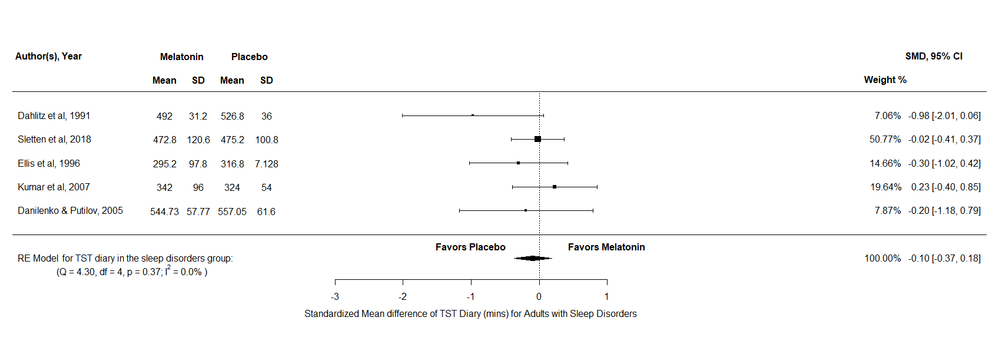 Author(s), Year Melatonin Placebo SMD, 95% CI
Mean SD Mean SD Weight %
Dahlitz et al, 1991 492 31.2 526.8 36 7.06% -0.98 [-2.01, 0.06]
Sletten et al, 2018 472.8 120.6 475.2 100.8 50.77% -0.02 [-0.41, 0.37]
Ellis et al, 1996 295.2 97.8 316.8 7.128 14.66% -0.30 [-1.02, 0.42]
Kumar et al, 2007 342 96 324 54 19.64% 0.23 [-0.40, 0.85]
Danilenko & Putilov, 2005 544.73 57.77 557.05 61.6 7.87% -0.20 [-1.18, 0.79]
Favors Placebo Favors Melatonin
RE Model for TST diary in the sleep disorders group: 100.00% -0.10 [-0.37, 0.18]
(Q = 4.30, df = 4, p = 0.37; I² = 0.0% )
-3 -2 -1 0 1
Standardized Mean difference of TST Diary (mins) for Adults with Sleep Disorders